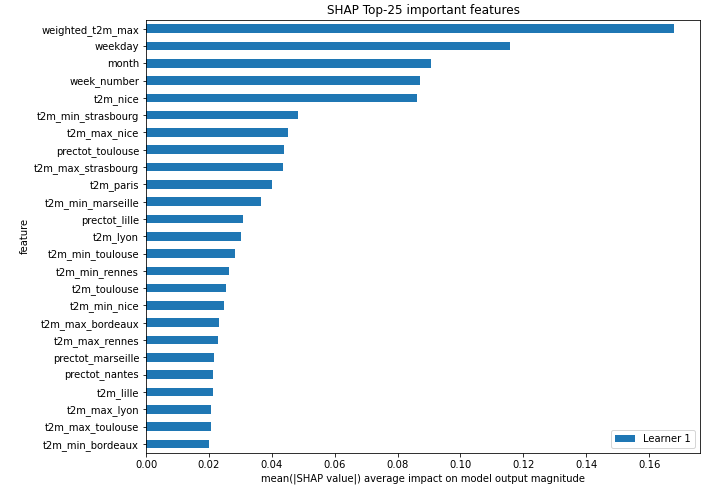 SHAP Top-25 important features
weighted_t2m_max
weekday
month
week_number
t2m_nice
t2m_min_strasbourg
t2m_max_nice
prectot_toulouse
t2m_max_strasbourg
t2m_paris
t2m_min_marseille
prectot_lille
t2m_lyon
t2m_min_toulouse
t2m_min_rennes
t2m_toulouse
t2m_min_nice
t2m_max_bordeaux
t2m_max_rennes
prectot_marseille
prectot_nantes
t2m_lille
t2m_max_lyon
t2m_max_toulouse
t2m_min_bordeaux
feature
Learner 1
0.00 0.02 0.04 0.06 0.08 0.10 0.12 0.14 0.16
mean(|SHAP value|) average impact on model output magnitude